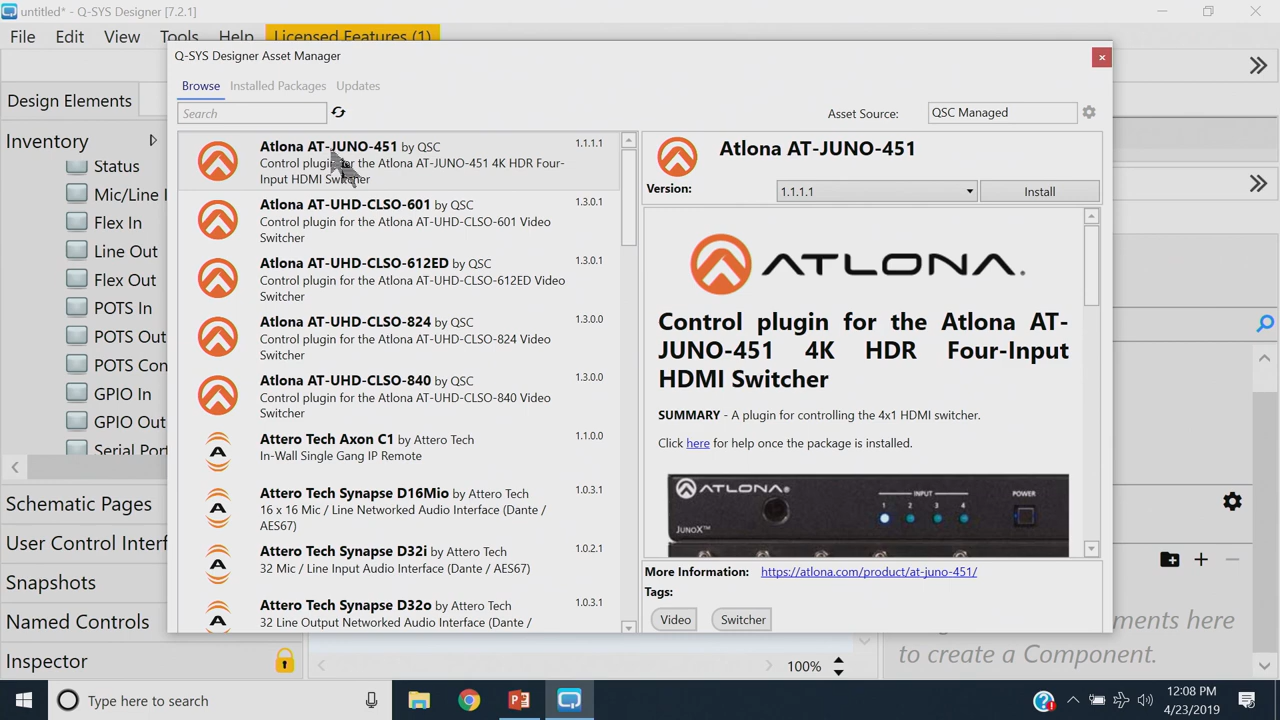 untitled* - Q-SYS Designer [7.2.1]
File Edit View Tools Help Licensed Features (1)
Q-SYS Designer Asset Manager
Browse Installed Packages Updates
Search
Asset Source: QSC Managed
Design Elements
Inventory
Status
Mic/Line I
Flex In
Line Out
Flex Out
POTS In
POTS Out
POTS Con
GPIO In
GPIO Out
Serial Port
Schematic Pages
User Control Interf
Snapshots
Named Controls
Inspector
Atlona AT-JUNO-451 by QSC 1.1.1.1
Control plugin for the Atlona AT-JUNO-451 4K HDR Four-
Input HDMI Switcher
Atlona AT-UHD-CLSO-601 by QSC 1.3.0.1
Control plugin for the Atlona AT-UHD-CLSO-601 Video
Switcher
Atlona AT-UHD-CLSO-612ED by QSC 1.3.0.1
Control plugin for the Atlona AT-UHD-CLSO-612ED Video
Switcher
Atlona AT-UHD-CLSO-824 by QSC 1.3.0.0
Control plugin for the Atlona AT-UHD-CLSO-824 Video
Switcher
Atlona AT-UHD-CLSO-840 by QSC 1.3.0.0
Control plugin for the Atlona AT-UHD-CLSO-840 Video
Switcher
Attero Tech Axon C1 by Attero Tech 1.1.0.0
In-Wall Single Gang IP Remote
Attero Tech Synapse D16Mio by Attero Tech 1.0.3.1
16 x 16 Mic / Line Networked Audio Interface (Dante /
AES67)
Attero Tech Synapse D32i by Attero Tech 1.0.2.1
32 Mic / Line Input Audio Interface (Dante / AES67)
Attero Tech Synapse D32o by Attero Tech 1.0.3.1
32 Line Output Networked Audio Interface (Dante /
Atlona AT-JUNO-451
Version: 1.1.1.1 Install
ATLONA.
Control plugin for the Atlona AT-
JUNO-451 4K HDR Four-Input
HDMI Switcher
SUMMARY - A plugin for controlling the 4x1 HDMI switcher.
Click here for help once the package is installed.
ATLONA®
INPUT
POWER
1 2 3 4
JUNOX™
More Information: https://atlona.com/product/at-juno-451/
Tags:
Video Switcher
ments here
to create a Component.
100%
Type here to search
12:08 PM
4/23/2019